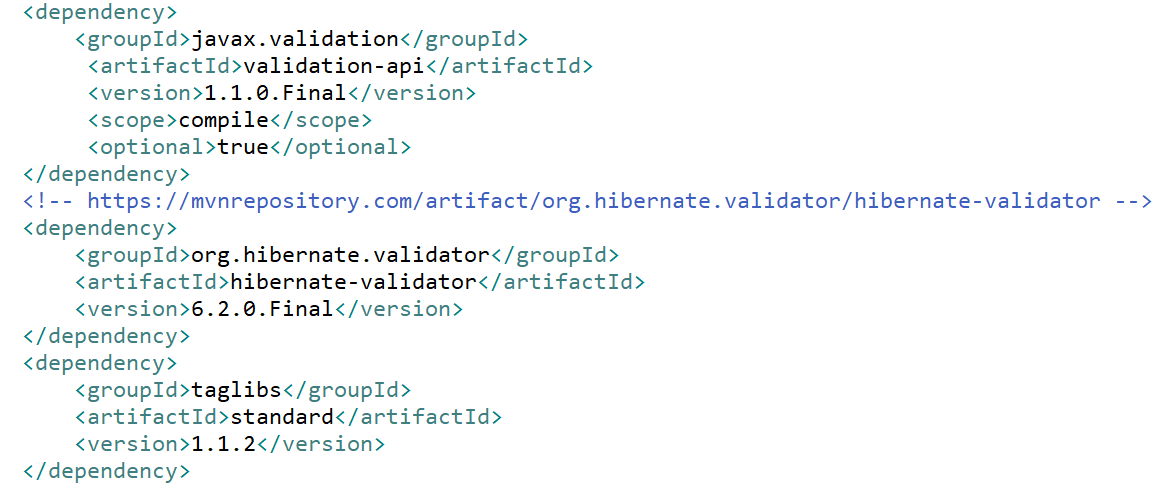 <dependency>
    <groupId>javax.validation</groupId>
     <artifactId>validation-api</artifactId>
     <version>1.1.0.Final</version>
     <scope>compile</scope>
     <optional>true</optional>
</dependency>
<!-- https://mvnrepository.com/artifact/org.hibernate.validator/hibernate-validator -->
<dependency>
    <groupId>org.hibernate.validator</groupId>
    <artifactId>hibernate-validator</artifactId>
    <version>6.2.0.Final</version>
</dependency>
<dependency>
    <groupId>taglibs</groupId>
    <artifactId>standard</artifactId>
    <version>1.1.2</version>
</dependency>